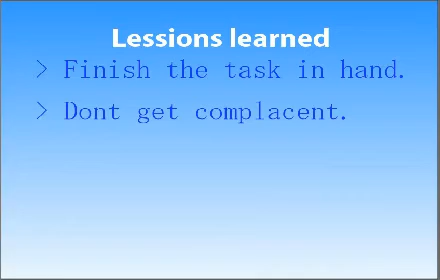 Lessions learned
> Finish the task in hand.
> Dont get complacent.